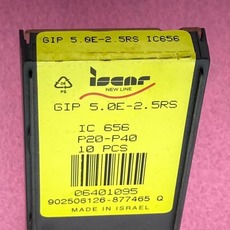 GIP 5.0E-2.5RS IC656
iscar
NEW LINE
GIP 5.0E-2.5RS
IC 656
P20-P40
10 PCS
06401095
902506126-877465 Q
MADE IN ISRAEL